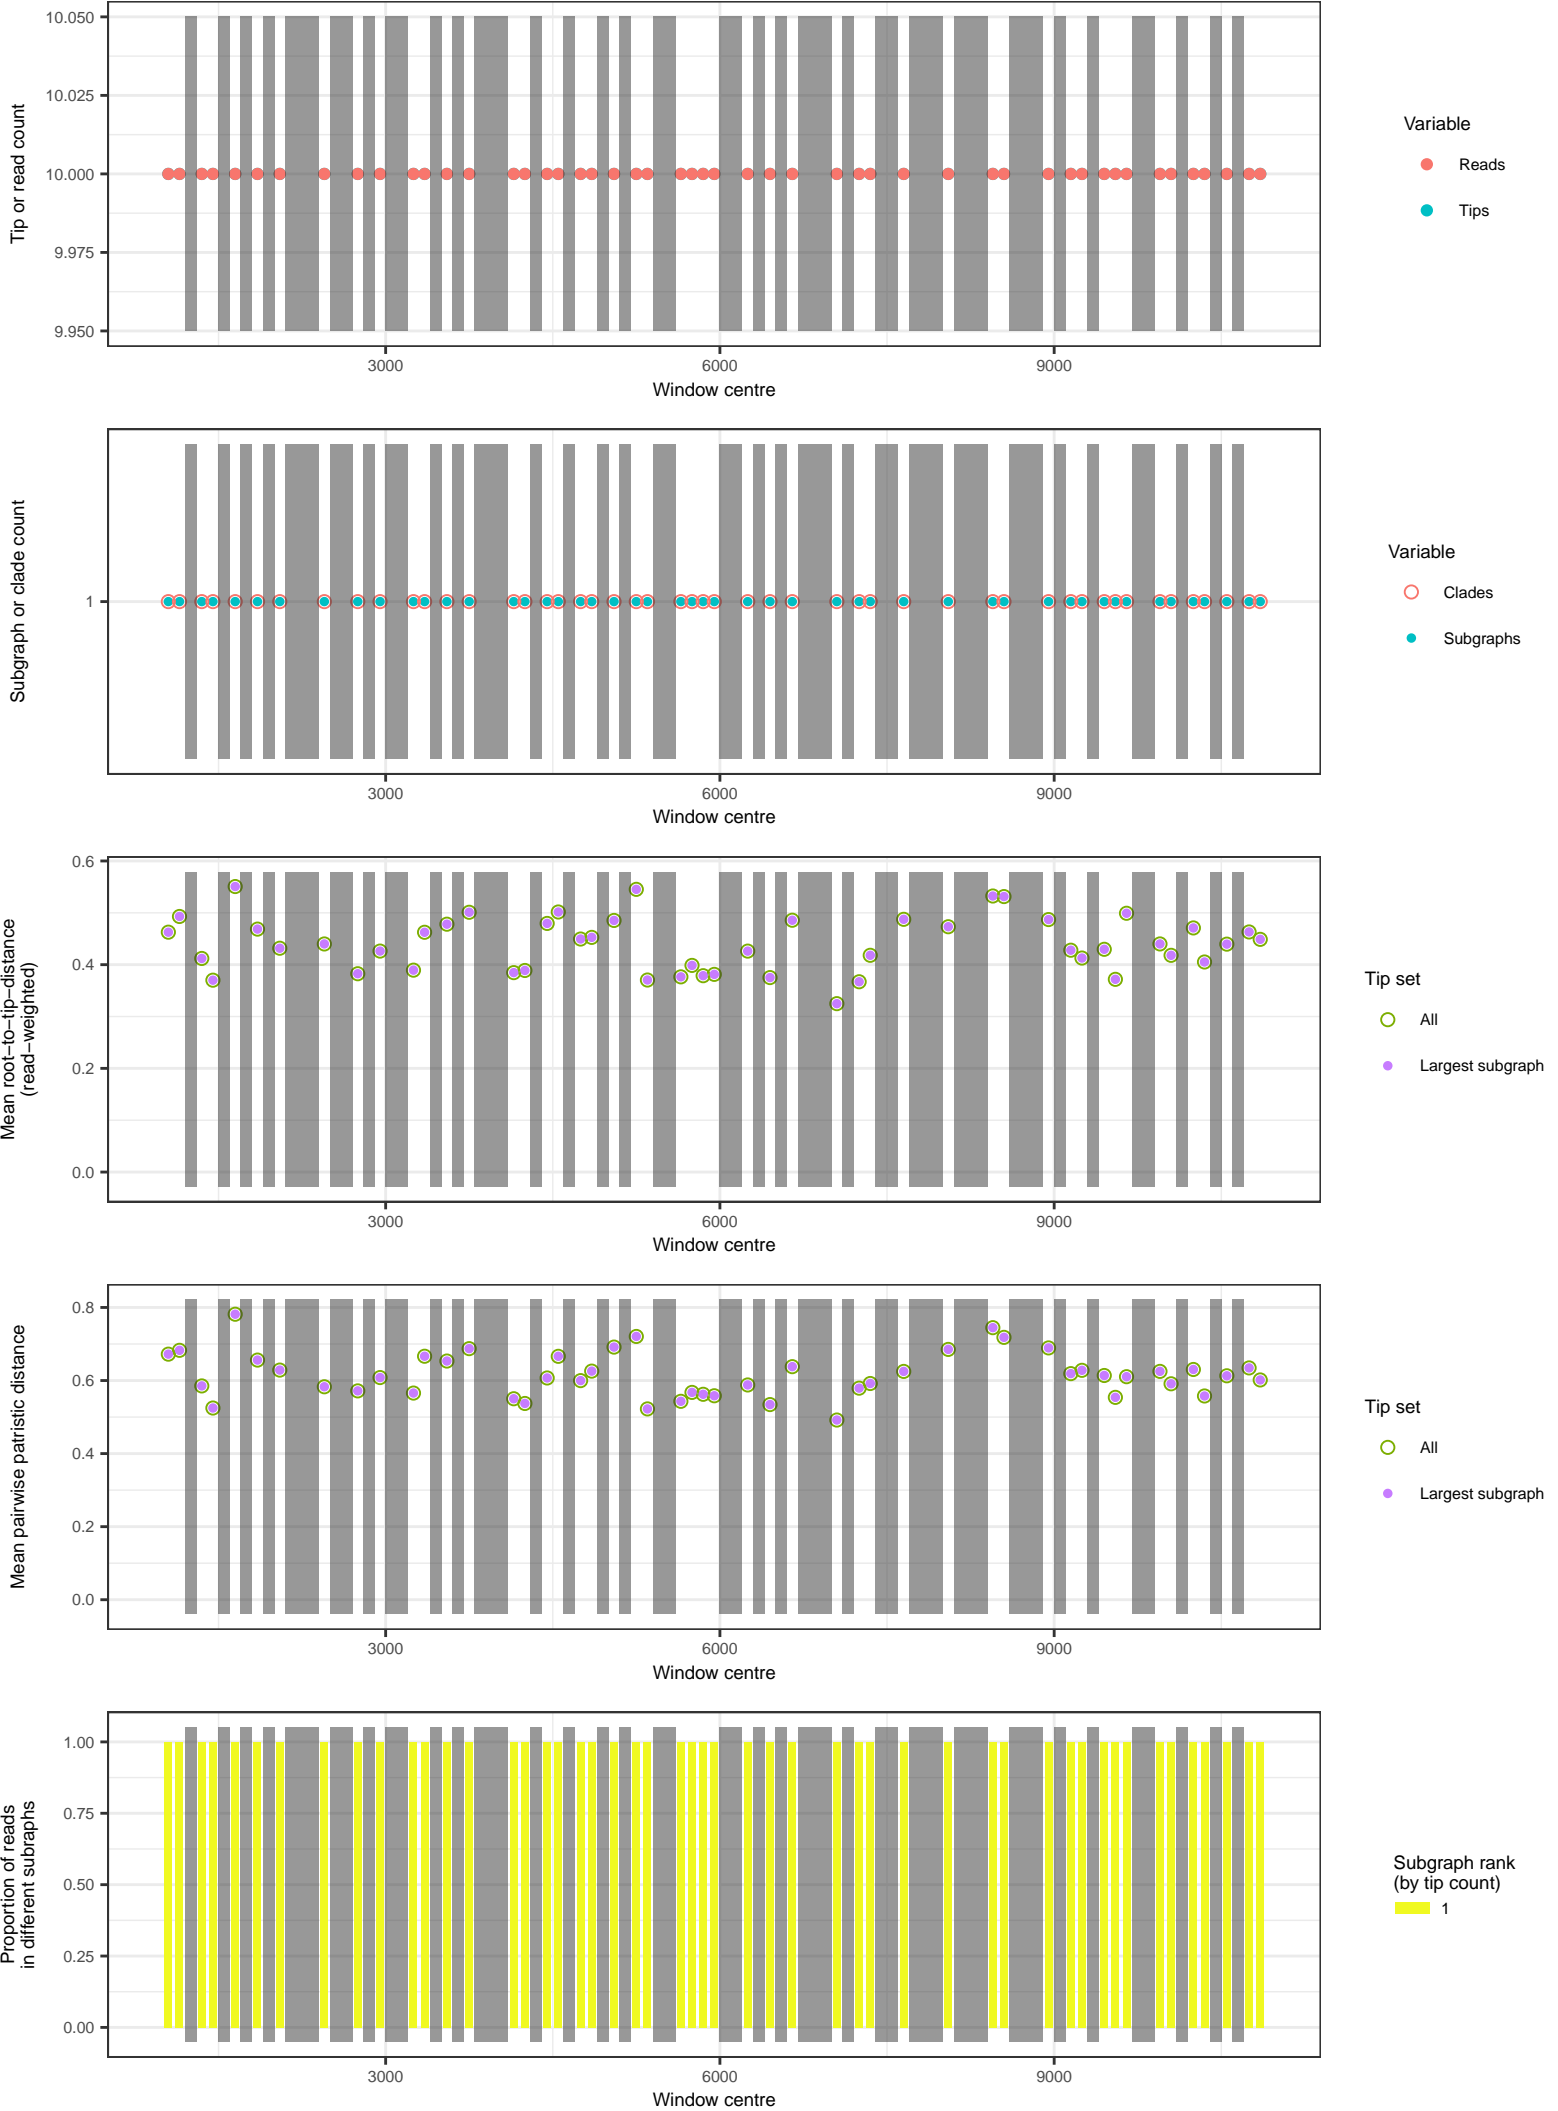 10.050
10.025
10.000
9.975
9.950
Tip or read count
3000
6000
9000
Window centre
Variable
Reads
Tips
1
Subgraph or clade count
3000
6000
9000
Window centre
Variable
Clades
Subgraphs
0.6
0.4
0.2
0.0
Mean root−to−tip−distance
(read−weighted)
3000
6000
9000
Window centre
Tip set
All
Largest subgraph
0.8
0.6
0.4
0.2
0.0
Mean pairwise patristic distance
3000
6000
9000
Window centre
Tip set
All
Largest subgraph
1.00
0.75
0.50
0.25
0.00
Proportion of reads
in different subraphs
3000
6000
9000
Window centre
Subgraph rank
(by tip count)
1